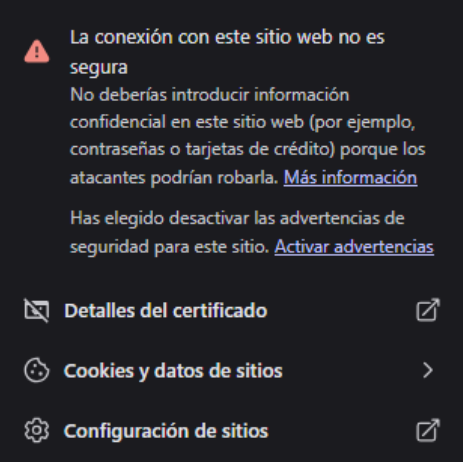 La conexión con este sitio web no es
segura
No deberías introducir información
confidencial en este sitio web (por ejemplo,
contraseñas o tarjetas de crédito) porque los
atacantes podrían robarla. Más información
Has elegido desactivar las advertencias de
seguridad para este sitio. Activar advertencias
Detalles del certificado
Cookies y datos de sitios
Configuración de sitios